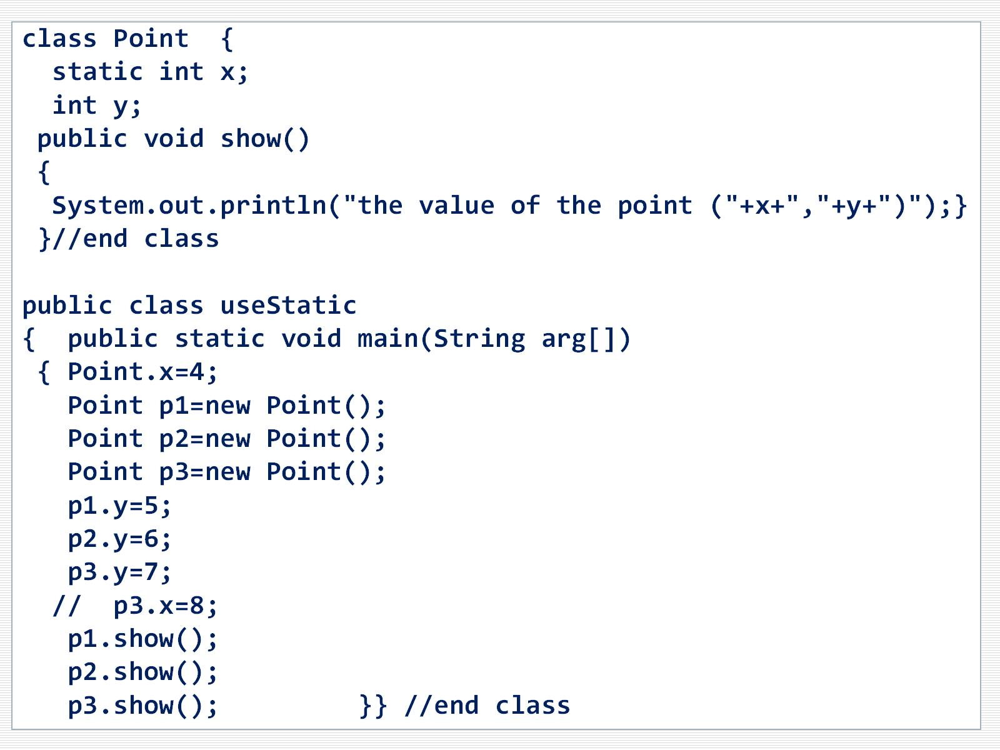 class Point  {
  static int x;
  int y;
 public void show()
 {
  System.out.println("the value of the point ("+x+","+y+")");}
 }//end class

public class useStatic
{  public static void main(String arg[])
 { Point.x=4;
   Point p1=new Point();
   Point p2=new Point();
   Point p3=new Point();
   p1.y=5;
   p2.y=6;
   p3.y=7;
  //  p3.x=8;
   p1.show();
   p2.show();
   p3.show();         }} //end class